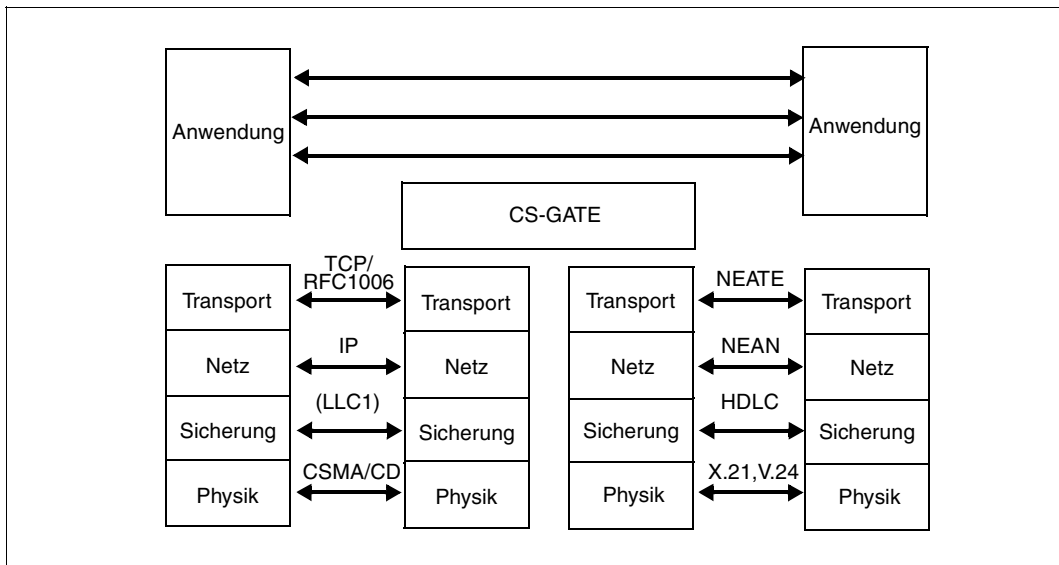 Anwendung
Anwendung
CS-GATE
TCP/
RFC1006
NEATE
Transport
Transport
Transport
Transport
IP
NEAN
Netz
Netz
Netz
Netz
(LLC1)
HDLC
Sicherung
Sicherung
Sicherung
Sicherung
CSMA/CD
X.21,V.24
Physik
Physik
Physik
Physik